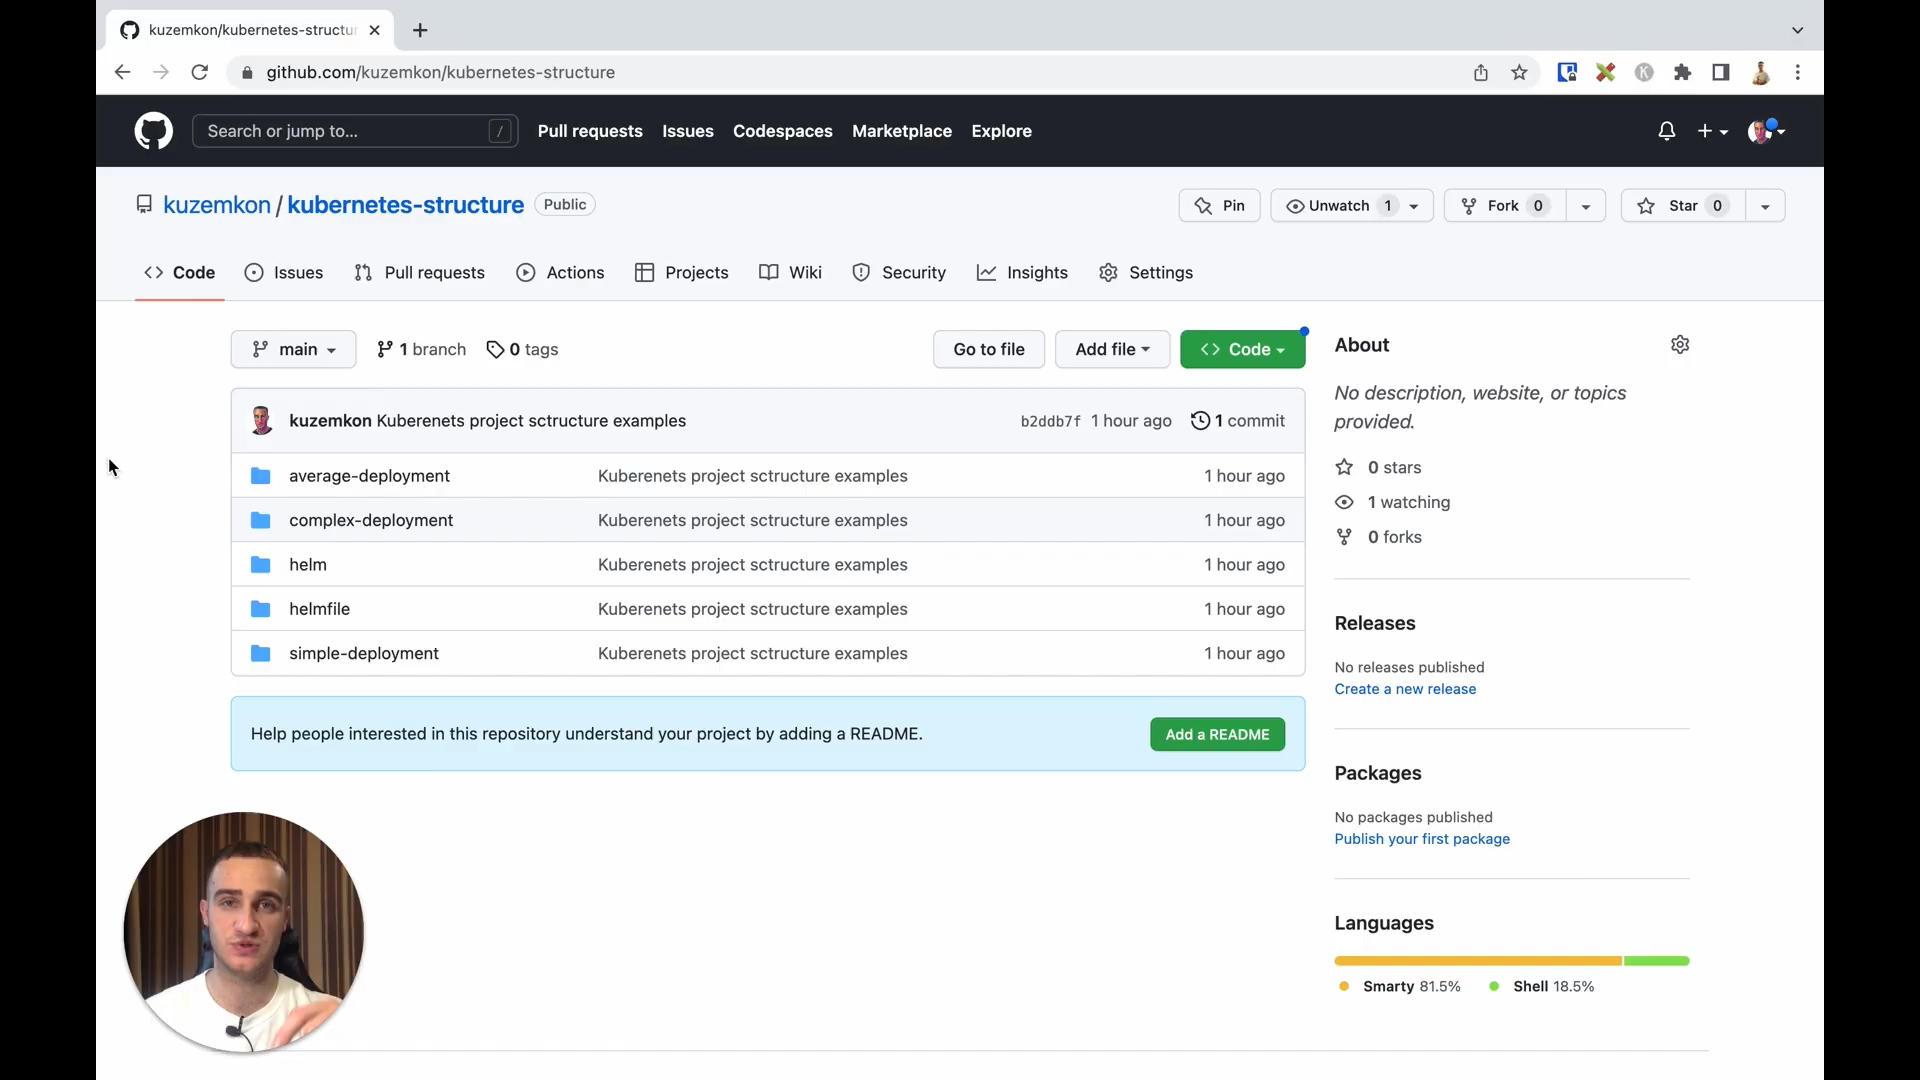 kuzemkon/kubernetes-structur
github.com/kuzemkon/kubernetes-structure
Search or jump to... /
Pull requests Issues Codespaces Marketplace Explore
kuzemkon / kubernetes-structure Public
Pin Unwatch 1 Fork 0 Star 0
Code Issues Pull requests Actions Projects Wiki Security Insights Settings
main 1 branch 0 tags Go to file Add file Code
kuzemkon Kuberenets project sctructure examples b2ddb7f 1 hour ago 1 commit
average-deployment Kuberenets project sctructure examples 1 hour ago
complex-deployment Kuberenets project sctructure examples 1 hour ago
helm Kuberenets project sctructure examples 1 hour ago
helmfile Kuberenets project sctructure examples 1 hour ago
simple-deployment Kuberenets project sctructure examples 1 hour ago
Help people interested in this repository understand your project by adding a README. Add a README
About
No description, website, or topics
provided.
0 stars
1 watching
0 forks
Releases
No releases published
Create a new release
Packages
No packages published
Publish your first package
Languages
Smarty 81.5% Shell 18.5%